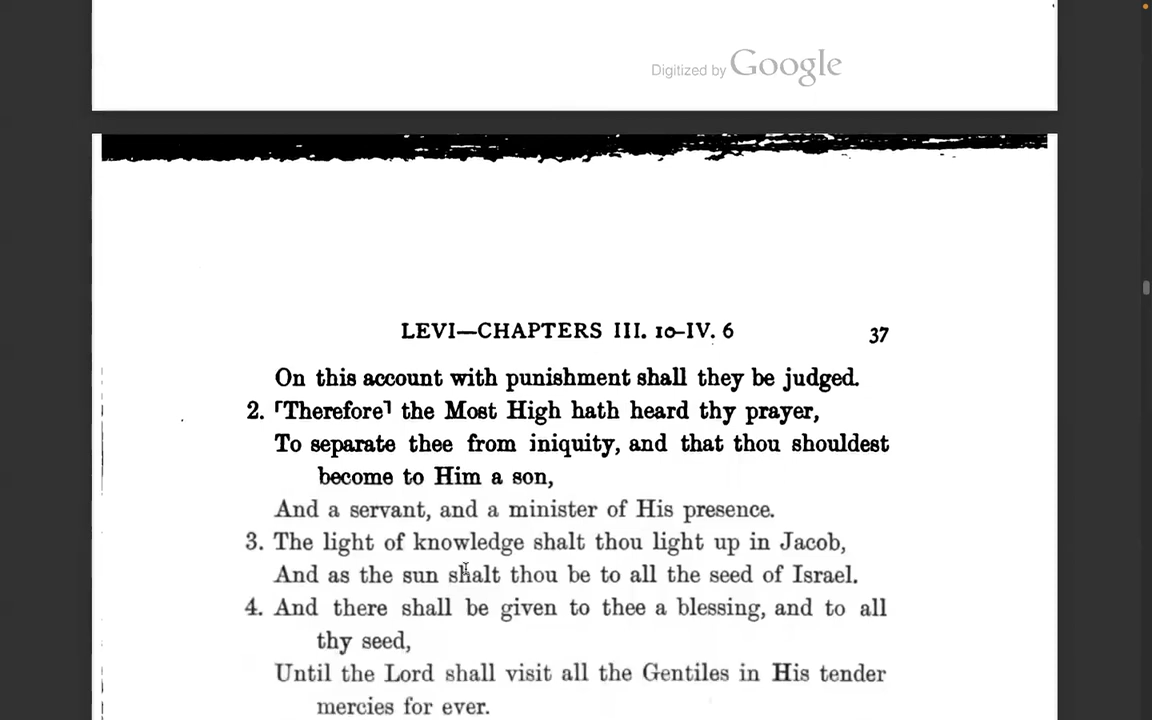 Digitized by Google
LEVI—CHAPTERS III. 10–IV. 6 37
On this account with punishment shall they be judged.
2. ⌜Therefore⌝ the Most High hath heard thy prayer,
To separate thee from iniquity, and that thou shouldest
become to Him a son,
And a servant, and a minister of His presence.
3. The light of knowledge shalt thou light up in Jacob,
And as the sun shalt thou be to all the seed of Israel.
4. And there shall be given to thee a blessing, and to all
thy seed,
Until the Lord shall visit all the Gentiles in His tender
mercies for ever.